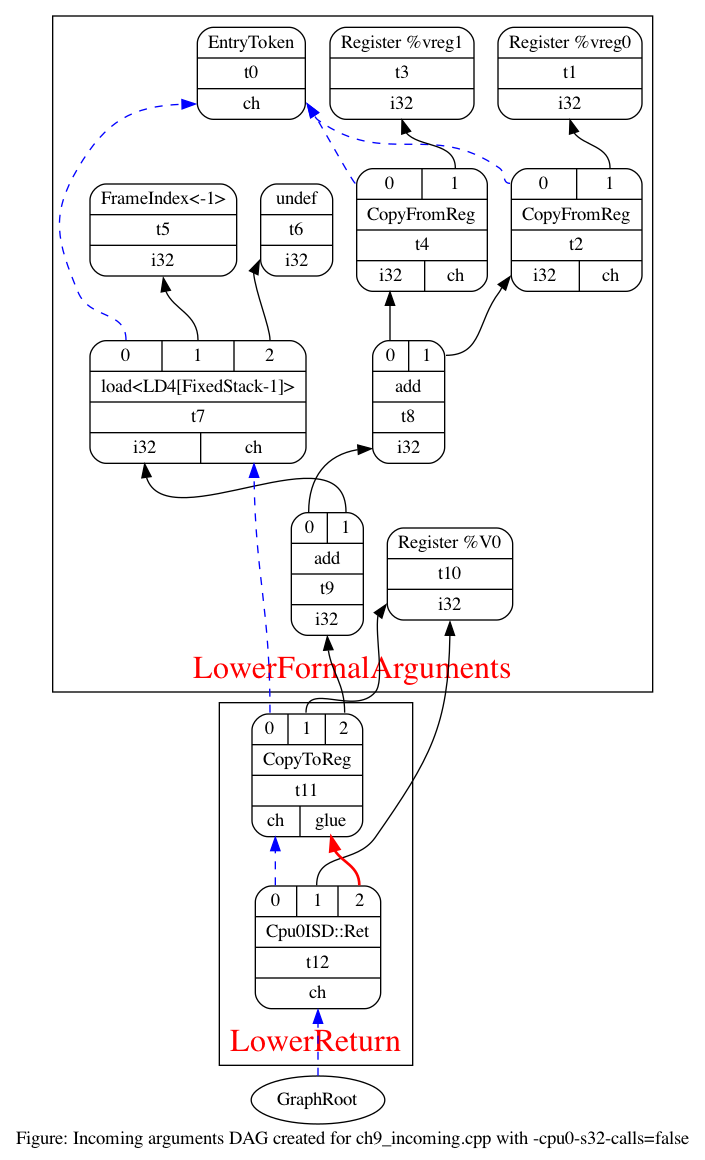 EntryToken
t0
ch
Register %vreg1
t3
i32
Register %vreg0
t1
i32
FrameIndex<-1>
t5
i32
undef
t6
i32
0 1
CopyFromReg
t4
i32 ch
0 1
CopyFromReg
t2
i32 ch
0 1 2
load<LD4[FixedStack-1]>
t7
i32 ch
0 1
add
t8
i32
0 1
add
t9
i32
Register %V0
t10
i32
LowerFormalArguments
0 1 2
CopyToReg
t11
ch glue
0 1 2
Cpu0ISD::Ret
t12
ch
LowerReturn
GraphRoot
Figure: Incoming arguments DAG created for ch9_incoming.cpp with -cpu0-s32-calls=false